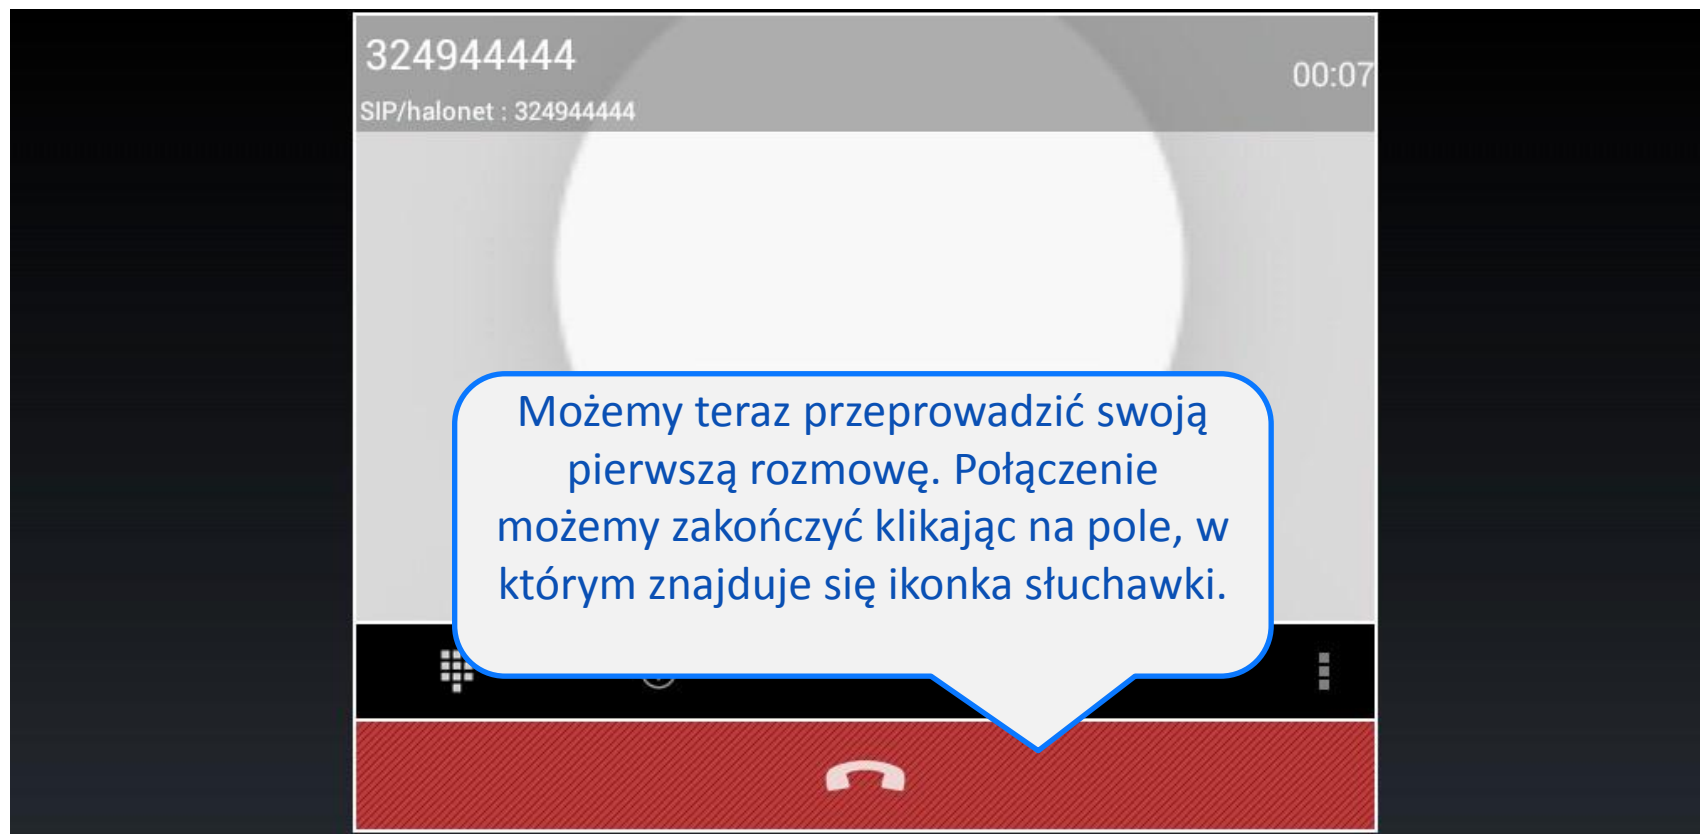 324944444
00:07
SIP/halonet : 324944444
Możemy teraz przeprowadzić swoją
pierwszą rozmowę. Połączenie
możemy zakończyć klikając na pole, w
którym znajduje się ikonka słuchawki.